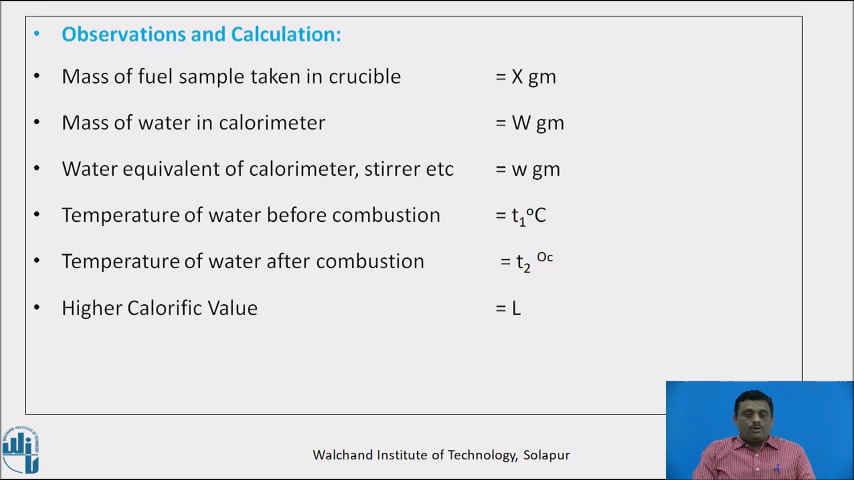 • Observations and Calculation:
• Mass of fuel sample taken in crucible = X gm
• Mass of water in calorimeter = W gm
• Water equivalent of calorimeter, stirrer etc = w gm
• Temperature of water before combustion = t₁ᵒC
• Temperature of water after combustion = t₂ ᴼᶜ
• Higher Calorific Value = L
Walchand Institute of Technology, Solapur